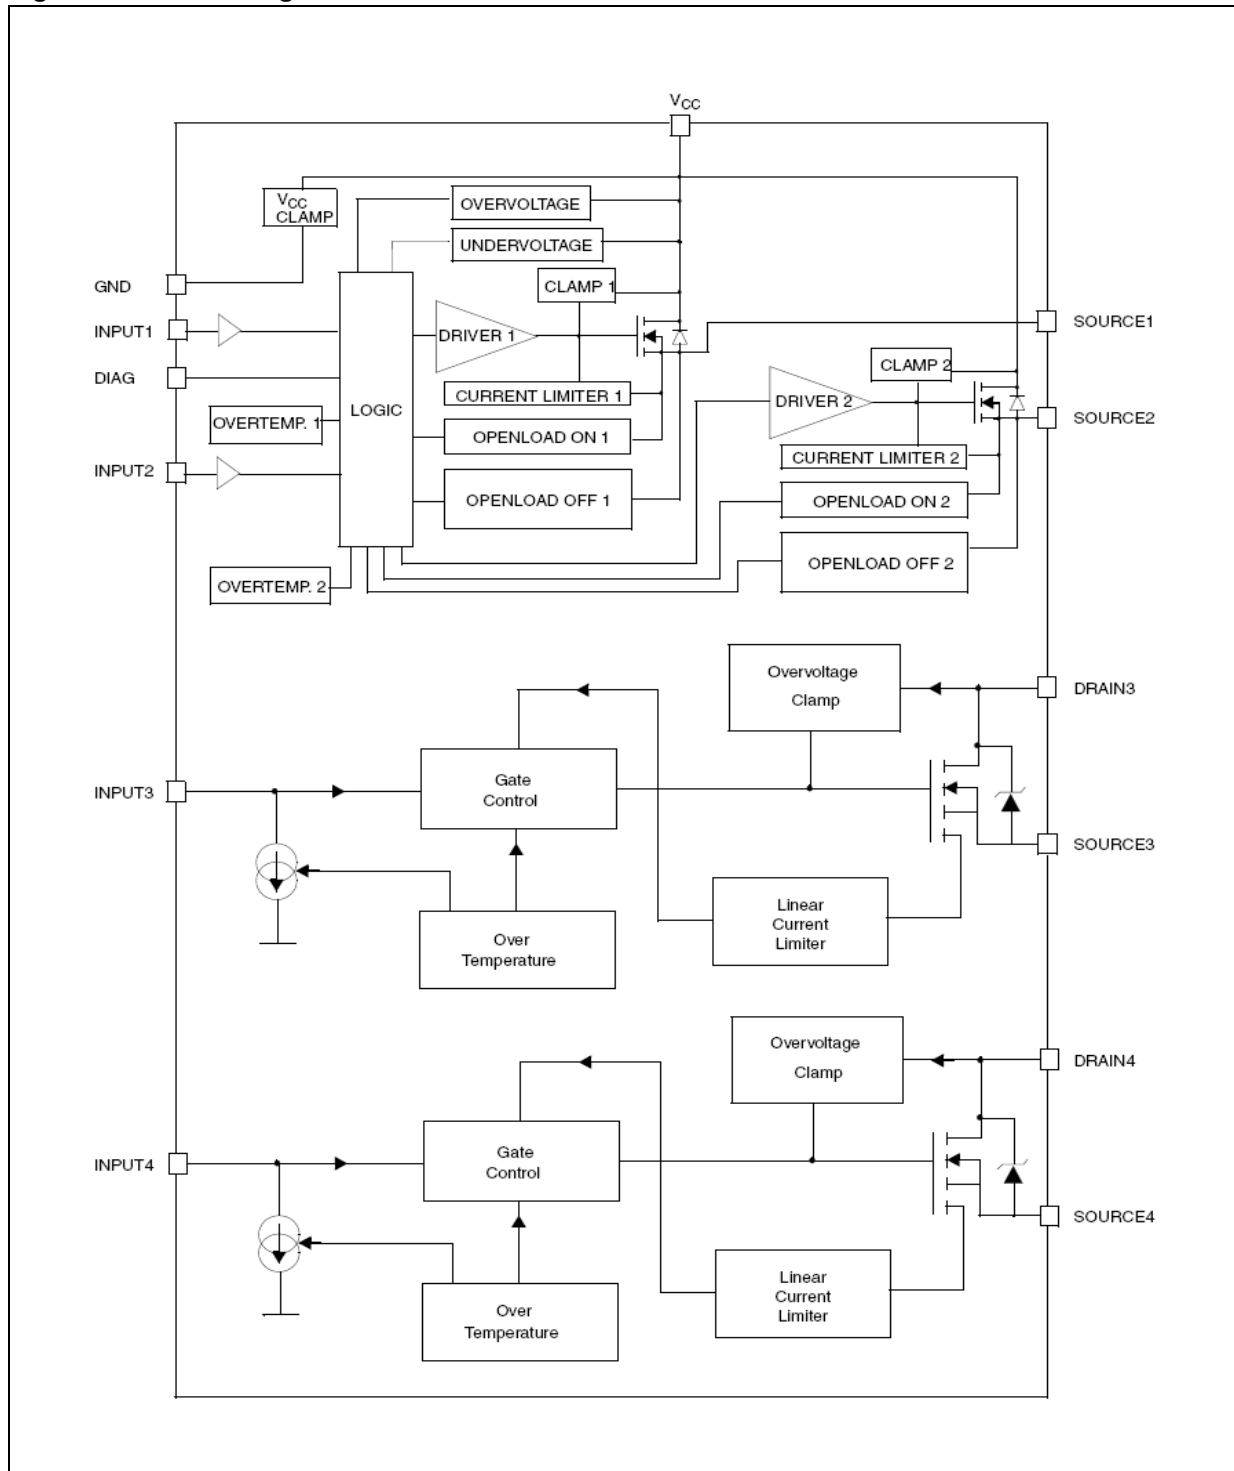 VCC
VCC
CLAMP
OVERVOLTAGE
UNDERVOLTAGE
GND
CLAMP 1
INPUT1
DRIVER 1
SOURCE1
DIAG
CLAMP 2
CURRENT LIMITER 1
DRIVER 2
LOGIC
OVERTEMP. 1
SOURCE2
OPENLOAD ON 1
INPUT2
CURRENT LIMITER 2
OPENLOAD OFF 1
OPENLOAD ON 2
OPENLOAD OFF 2
OVERTEMP. 2
Overvoltage
Clamp
DRAIN3
INPUT3
Gate
Control
SOURCE3
Linear
Current
Limiter
Over
Temperature
Overvoltage
Clamp
DRAIN4
INPUT4
Gate
Control
SOURCE4
Linear
Current
Limiter
Over
Temperature